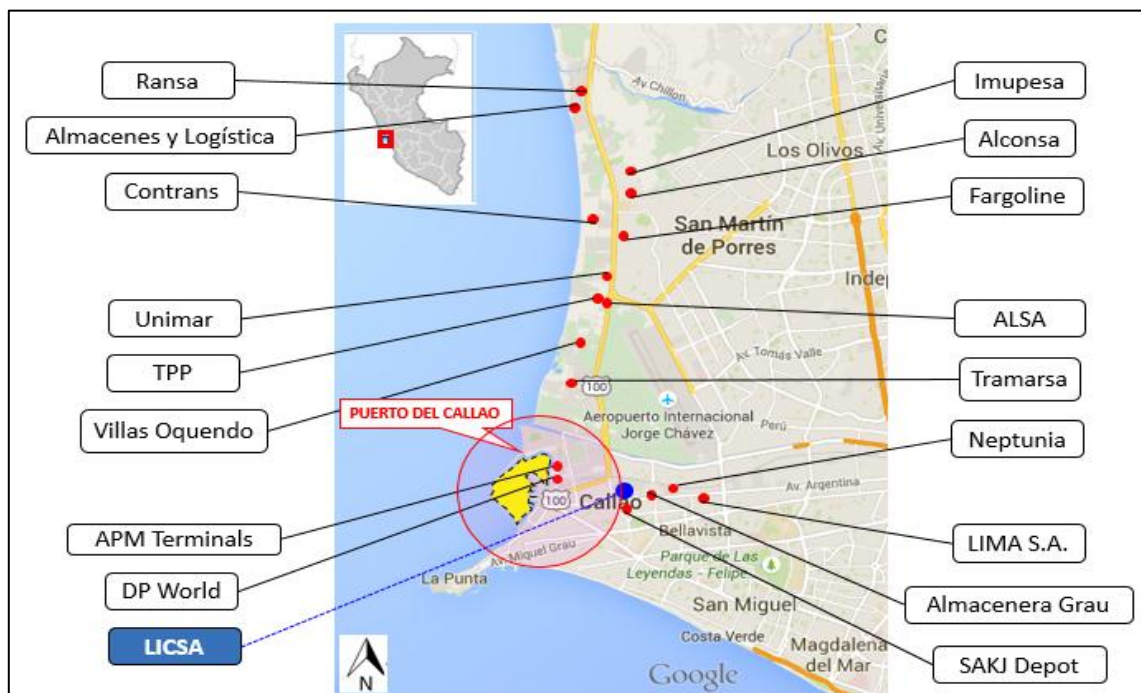 Ransa
Almacenes y Logística
Contrans
Unimar
TPP
Villas Oquendo
APM Terminals
DP World
LICSA
Imupesa
Alconsa
Fargoline
ALSA
Tramarsa
Neptunia
LIMA S.A.
Almacenera Grau
SAKJ Depot
PUERTO DEL CALLAO
Av Chillon
Av. Universitaria
Los Olivos
San Martín
de Porres
Av. Tomás Valle
100
Aeropuerto Internacional
Jorge Chávez
Perú
Av. Argentina
100
Callao
Bellavista
Av. Miguel Grau
La Punta
Parque de Las
Leyendas - Felipe
San Miguel
Costa Verde
Magdalena
del Mar
Google
N